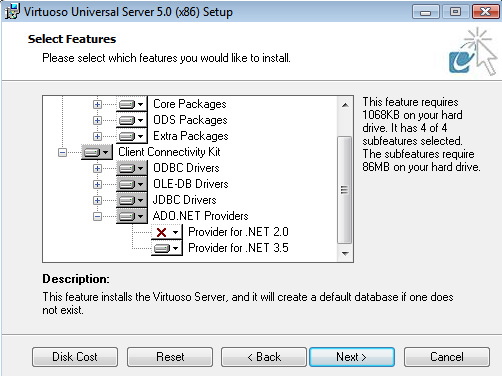 Virtuoso Universal Server 5.0 (x86) Setup
Select Features
Please select which features you would like to install.
Core Packages
ODS Packages
Extra Packages
Client Connectivity Kit
ODBC Drivers
OLE-DB Drivers
JDBC Drivers
ADO.NET Providers
Provider for .NET 2.0
Provider for .NET 3.5
This feature requires
1068KB on your hard
drive. It has 4 of 4
subfeatures selected.
The subfeatures require
86MB on your hard drive.
Description:
This feature installs the Virtuoso Server, and it will create a default database if one does
not exist.
Disk Cost
Reset
< Back
Next >
Cancel